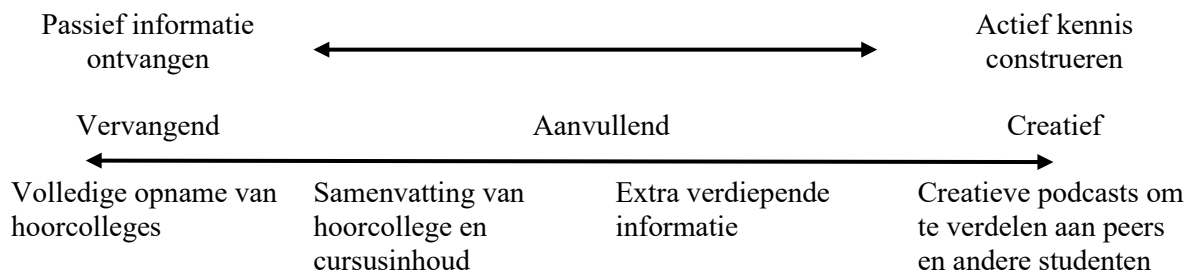 Passief informatie
ontvangen
Actief kennis
construeren
Vervangend
Aanvullend
Creatief
Volledige opname van
hoorcolleges
Samenvatting van
hoorcollege en
cursusinhoud
Extra verdiepende
informatie
Creatieve podcasts om
te verdelen aan peers
en andere studenten